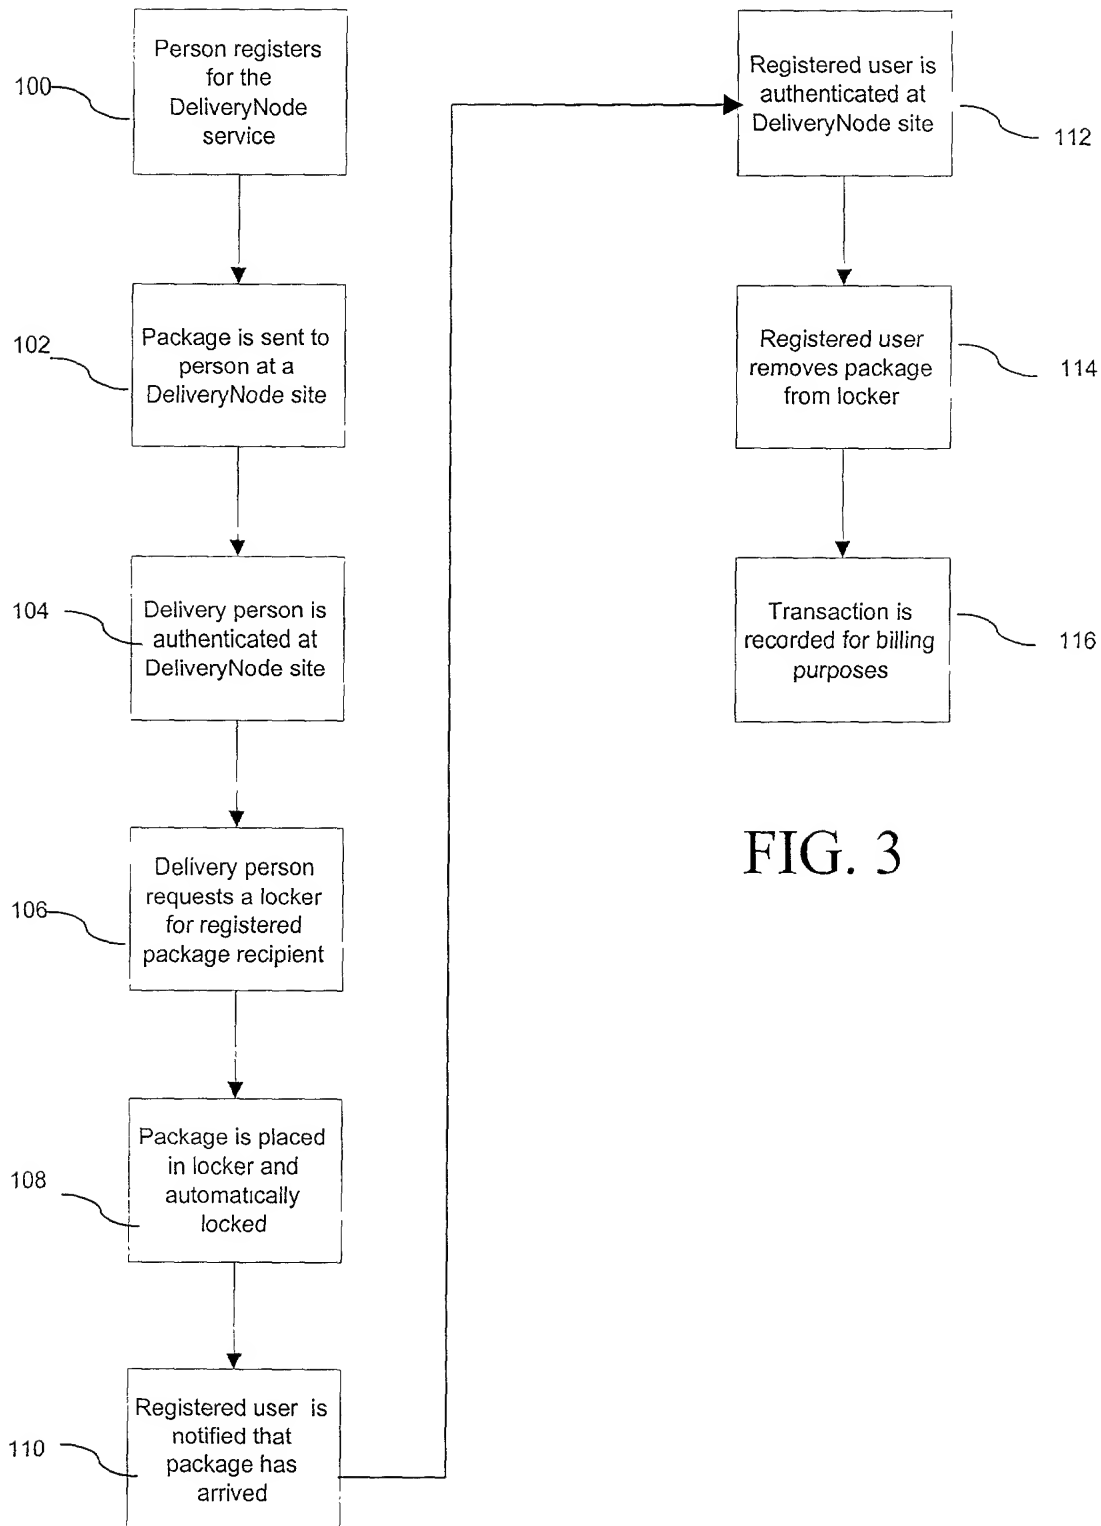 100
Person registers
for the
DeliveryNode
service
102
Package is sent to
person at a
DeliveryNode site
104
Delivery person is
authenticated at
DeliveryNode site
106
Delivery person
requests a locker
for registered
package recipient
108
Package is placed
in locker and
automatically
locked
110
Registered user is
notified that
package has
arrived
Registered user is
authenticated at
DeliveryNode site
112
Registered user
removes package
from locker
114
Transaction is
recorded for billing
purposes
116
FIG. 3